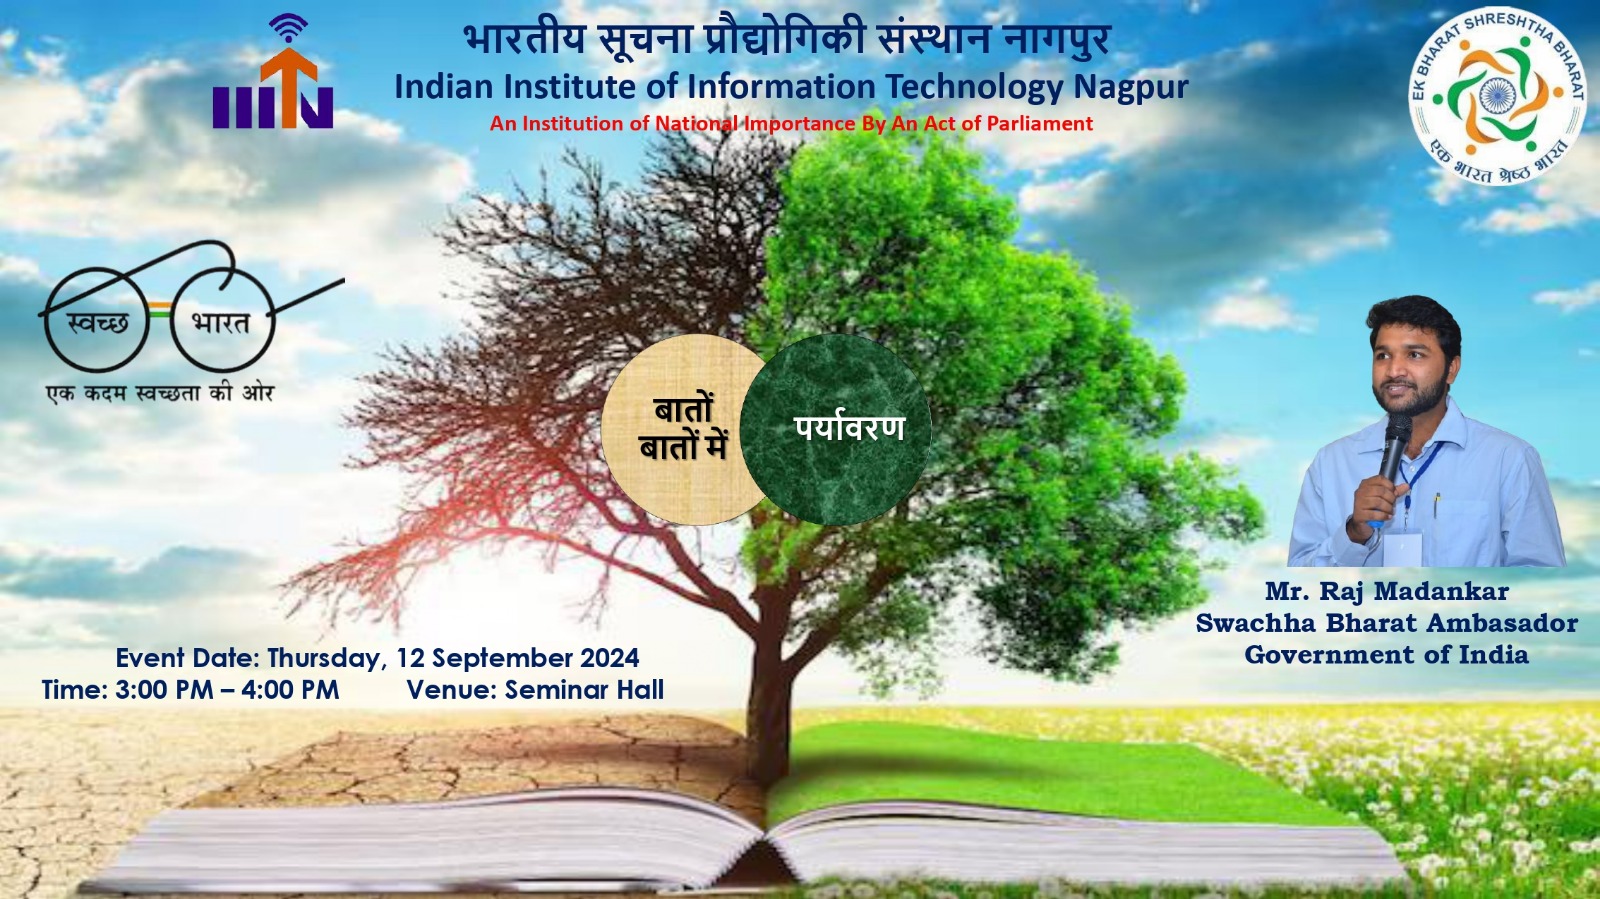 भारतीय सूचना प्रौद्योगिकी संस्थान नागपुर
Indian Institute of Information Technology Nagpur
An Institution of National Importance By An Act of Parliament
IIITN
EK BHARAT SHRESHTHA BHARAT
एक भारत श्रेष्ठ भारत
स्वच्छ भारत
एक कदम स्वच्छता की ओर
बातों
बातों में
पर्यावरण
Mr. Raj Madankar
Swachha Bharat Ambasador
Government of India
Event Date: Thursday, 12 September 2024
Time: 3:00 PM – 4:00 PM Venue: Seminar Hall